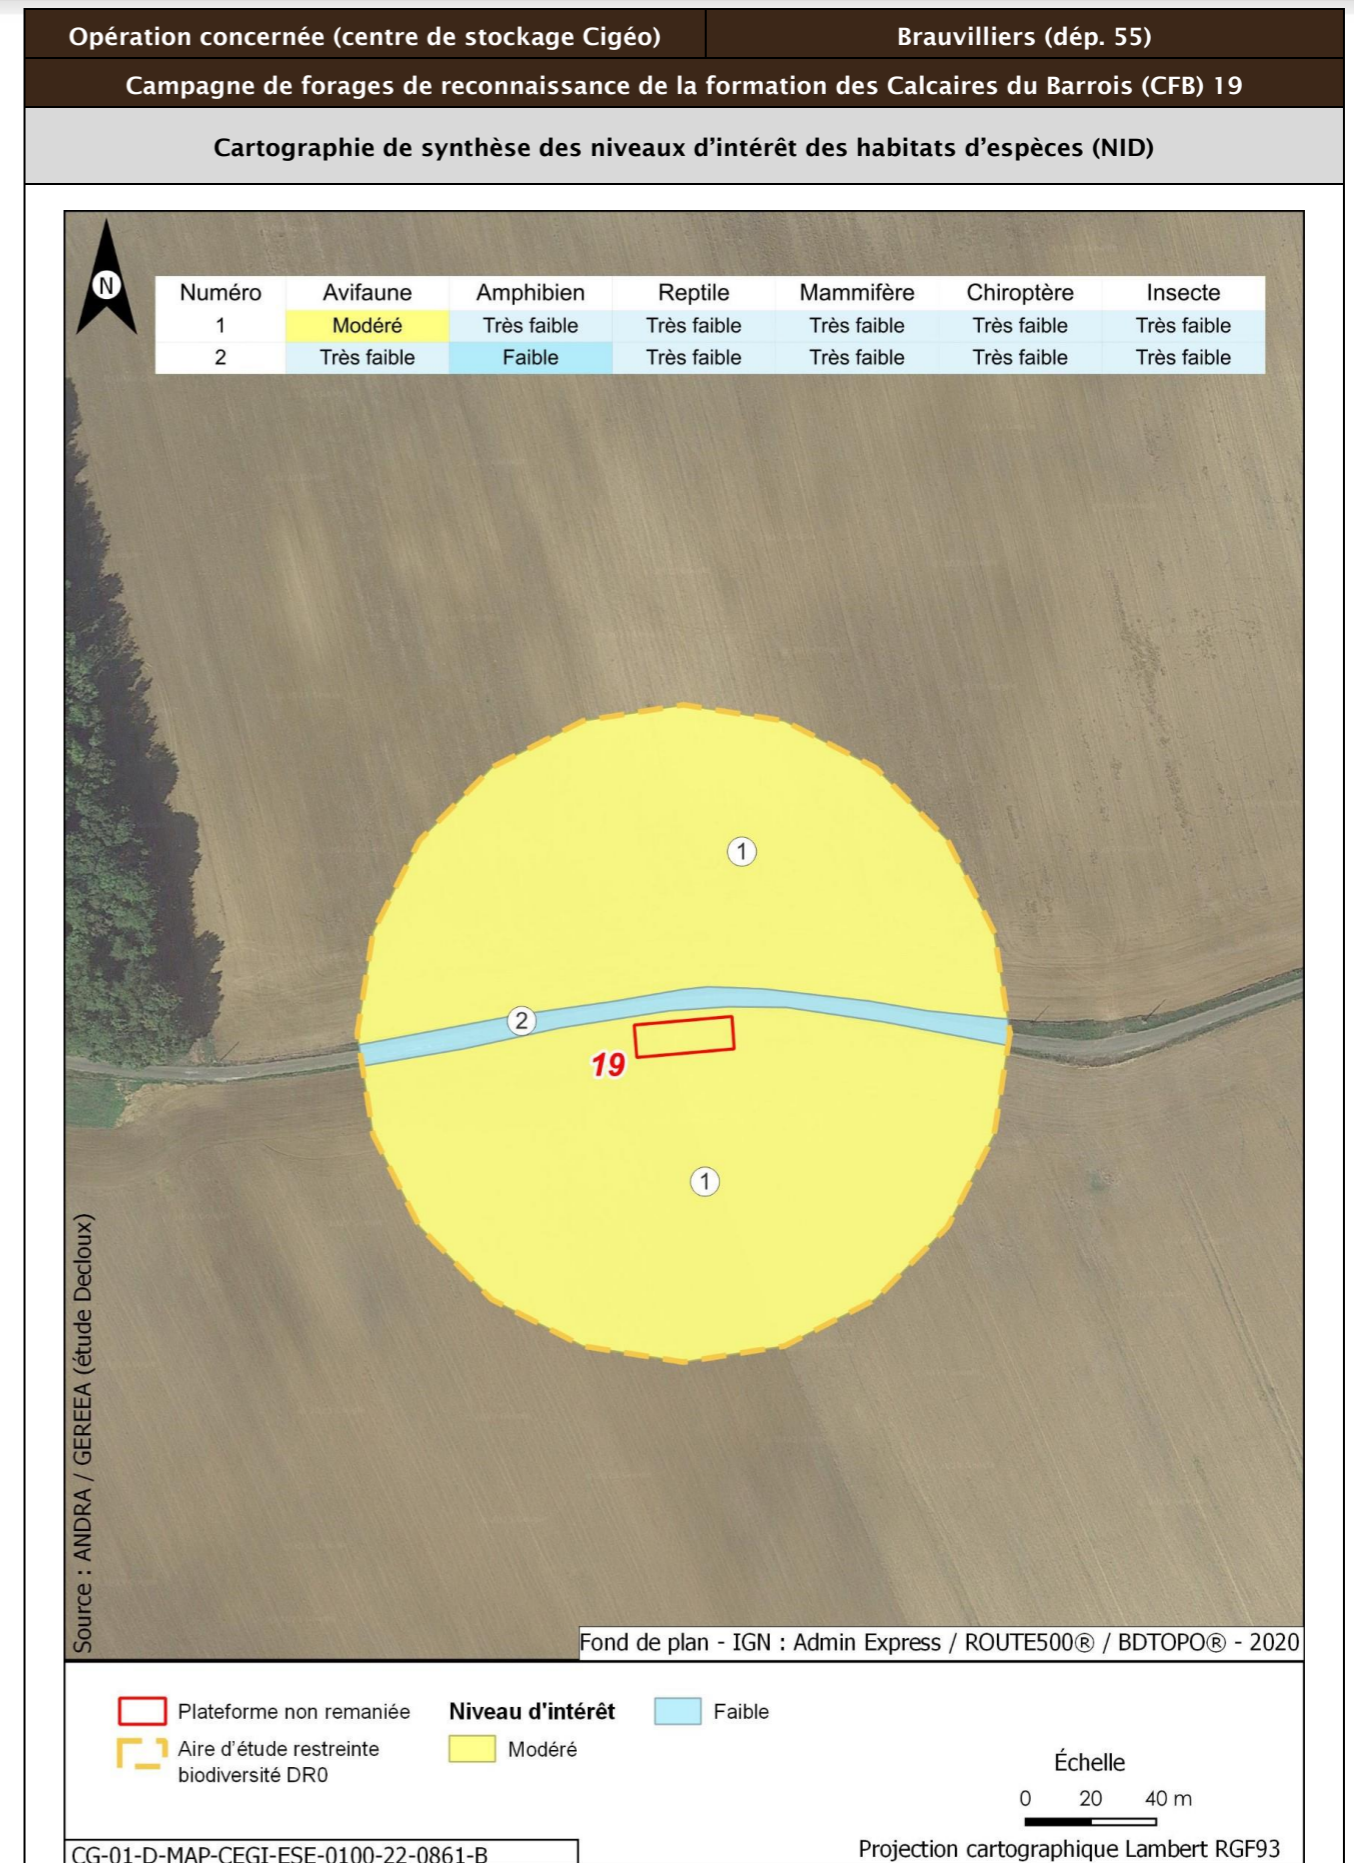 Opération concernée (centre de stockage Cigéo) Brauvilliers (dép. 55)
Campagne de forages de reconnaissance de la formation des Calcaires du Barrois (CFB) 19
Cartographie de synthèse des niveaux d'intérêt des habitats d'espèces (NID)
N
Numéro Avifaune Amphibien Reptile Mammifère Chiroptère Insecte
1 Modéré Très faible Très faible Très faible Très faible Très faible
2 Très faible Faible Très faible Très faible Très faible Très faible
1
2
19
1
Source : ANDRA / GEREEA (étude Decloux)
Fond de plan - IGN : Admin Express / ROUTE500® / BDTOPO® - 2020
Plateforme non remaniée Niveau d'intérêt Faible
Aire d'étude restreinte Modéré
biodiversité DR0
Échelle
0 20 40 m
Projection cartographique Lambert RGF93
CG-01-D-MAP-CEGI-ESE-0100-22-0861-B